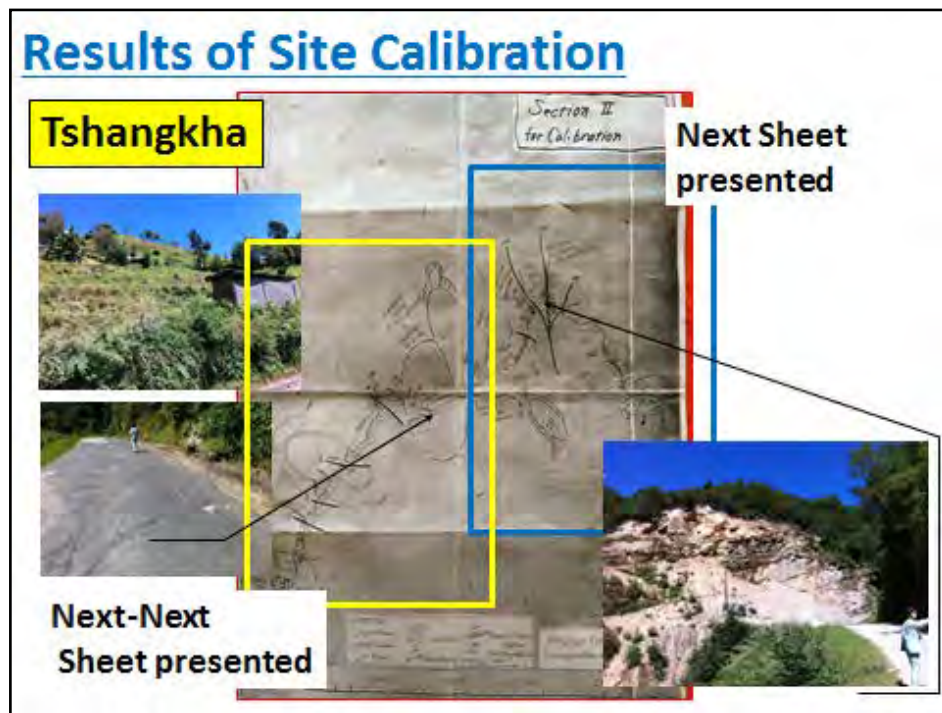 Results of Site Calibration
Tshangkha
Section II
for Calibration
Next Sheet
presented
Next-Next
Sheet presented